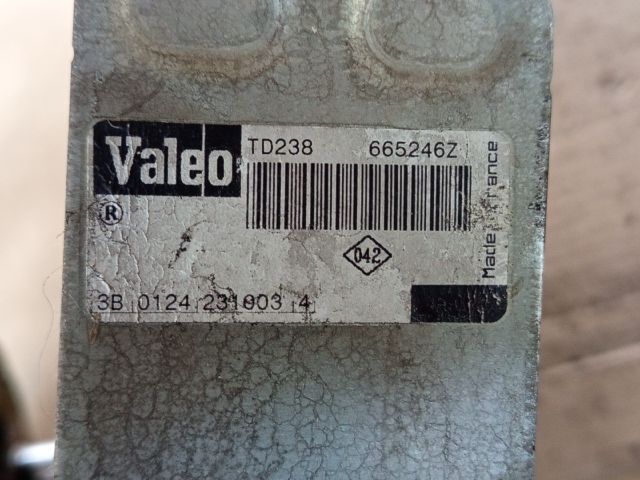 Valeo TD238 665246Z
®
042
Made in France
3B 0124 231003 4